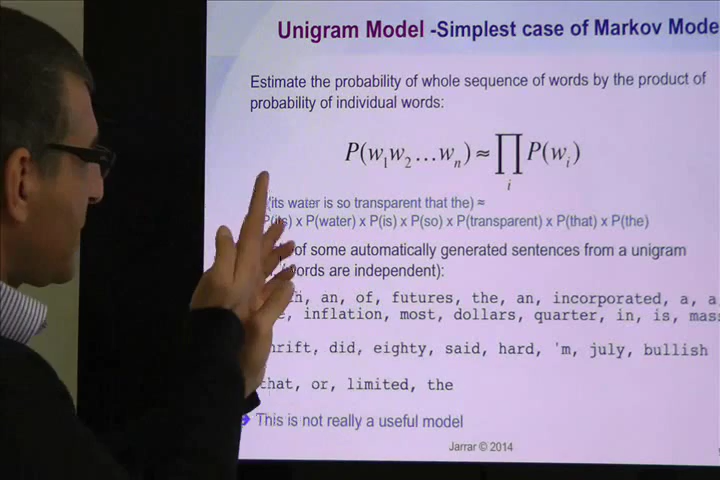 Unigram Model -Simplest case of Markov Mode
Estimate the probability of whole sequence of words by the product of
probability of individual words:
P(w₁w₂…wₙ) ≈ ∏ᵢ P(wᵢ)
(its water is so transparent that the) ≈
P(its) x P(water) x P(is) x P(so) x P(transparent) x P(that) x P(the)
of some automatically generated sentences from a unigram
words are independent):
an, of, futures, the, an, incorporated, a, a
inflation, most, dollars, quarter, in, is, mass
thrift, did, eighty, said, hard, 'm, july, bullish
that, or, limited, the
This is not really a useful model
Jarrar © 2014